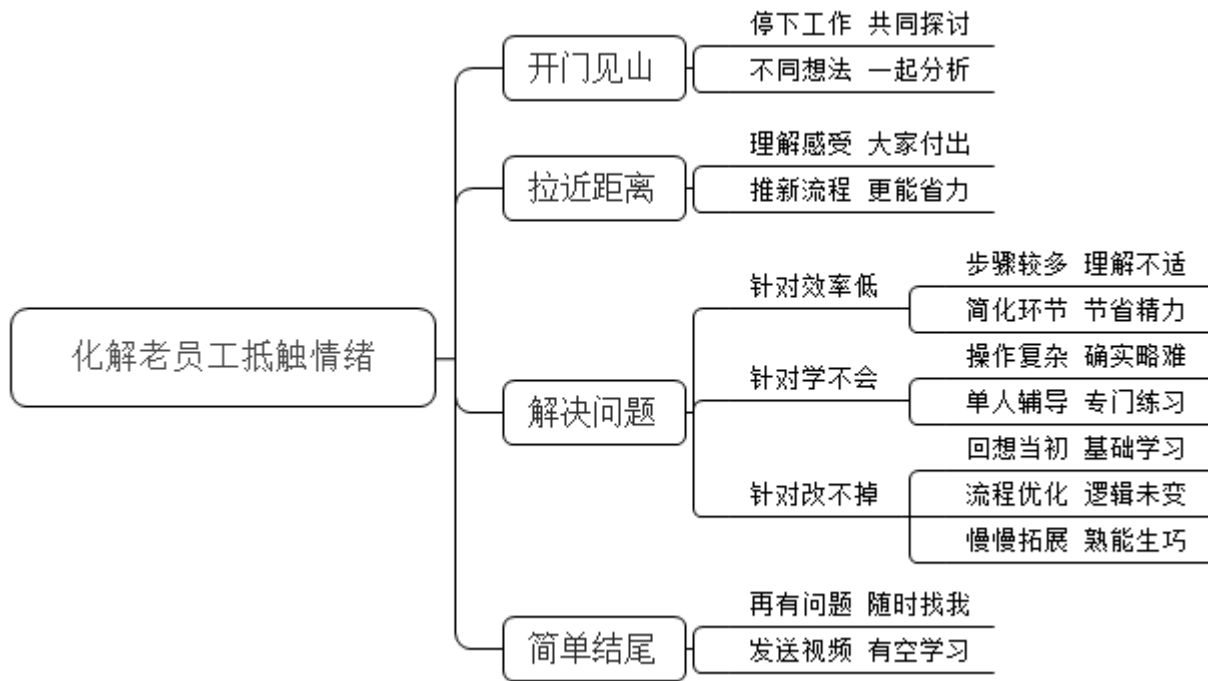 化解老员工抵触情绪
开门见山
停下工作 共同探讨
不同想法 一起分析
拉近距离
理解感受 大家付出
推新流程 更能省力
解决问题
针对效率低
步骤较多 理解不适
简化环节 节省精力
针对学不会
操作复杂 确实略难
单人辅导 专门练习
针对改不掉
回想当初 基础学习
流程优化 逻辑未变
慢慢拓展 熟能生巧
简单结尾
再有问题 随时找我
发送视频 有空学习